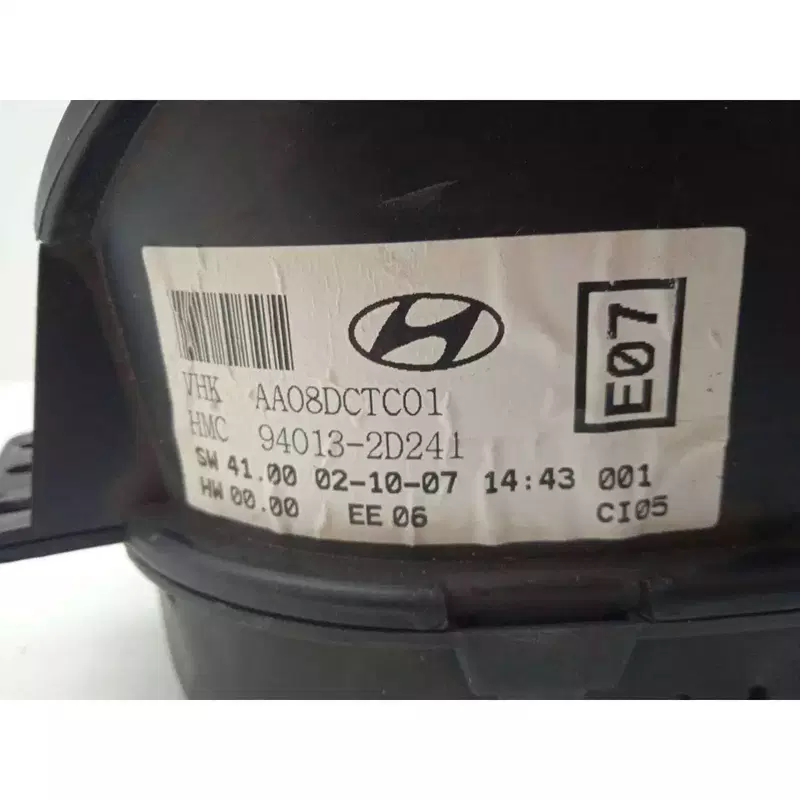 VHK AA08DCTC01
HMC 94013-2D241
SW 41.00 02-10-07 14:43 001
HW 00.00 EE 06 CI05
E07